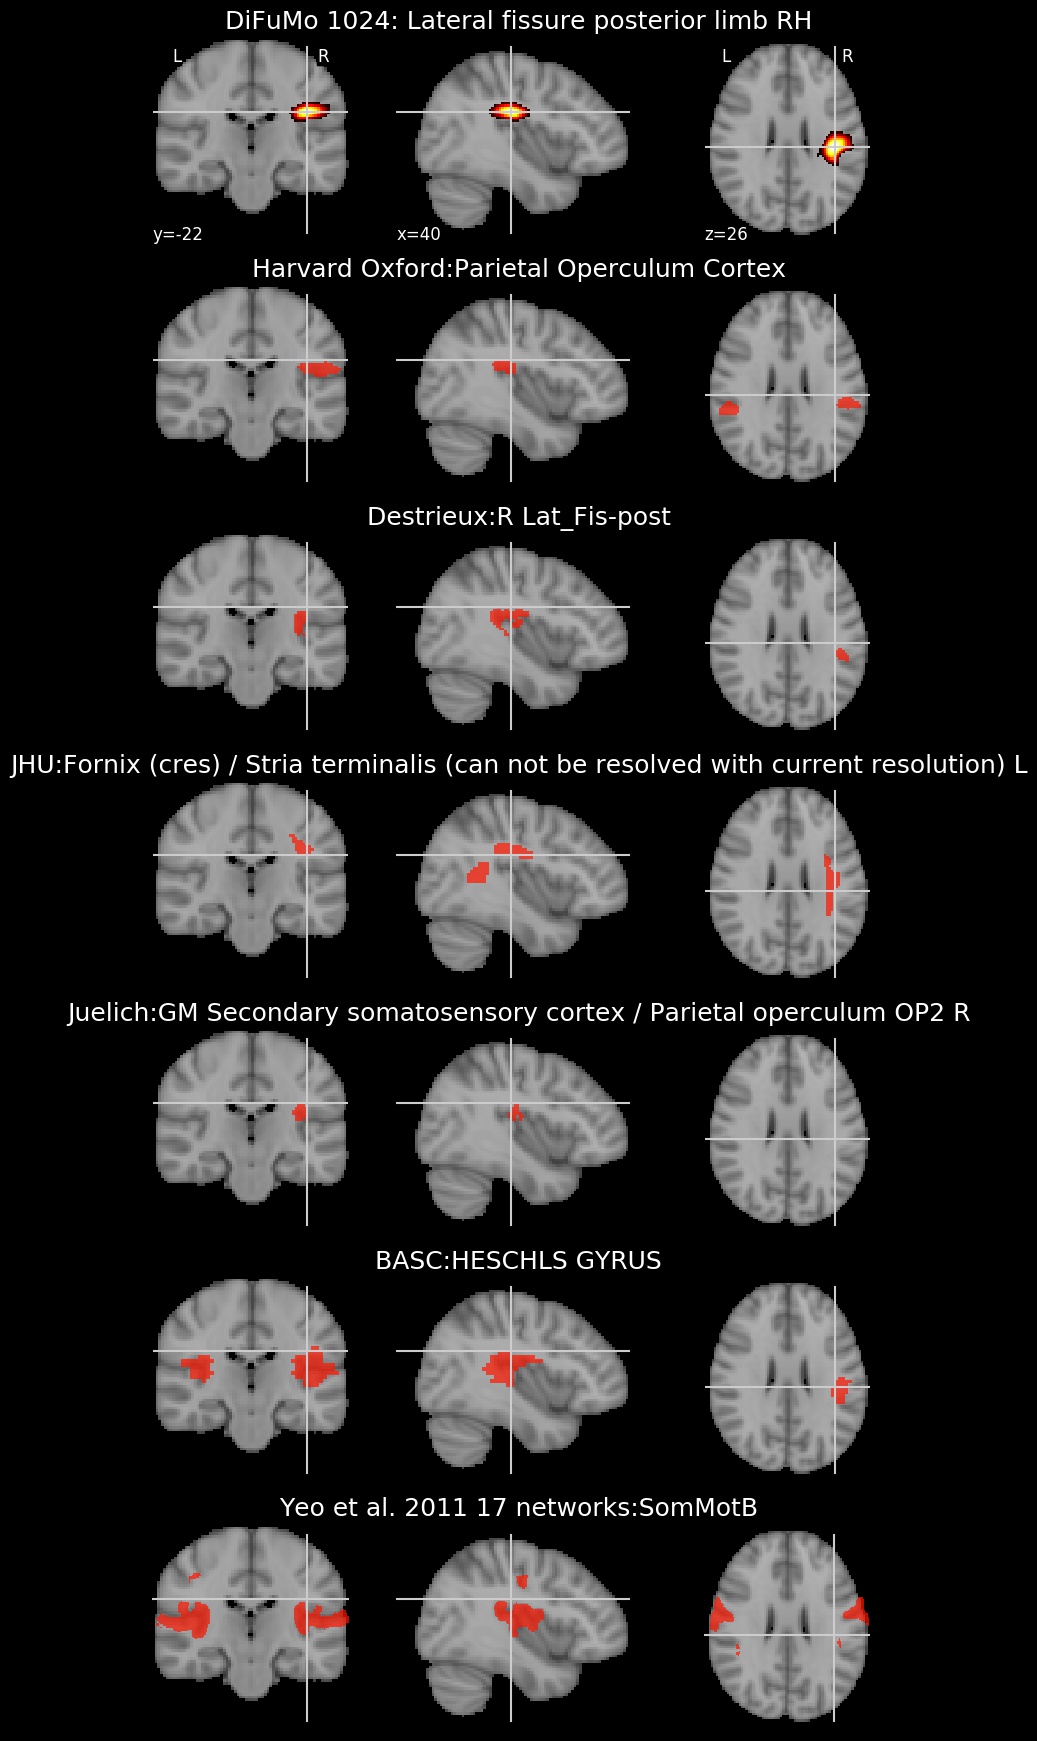 DiFuMo 1024: Lateral fissure posterior limb RH
L R L R
y=-22 x=40 z=26
Harvard Oxford:Parietal Operculum Cortex
Destrieux:R Lat_Fis-post
JHU:Fornix (cres) / Stria terminalis (can not be resolved with current resolution) L
Juelich:GM Secondary somatosensory cortex / Parietal operculum OP2 R
BASC:HESCHLS GYRUS
Yeo et al. 2011 17 networks:SomMotB